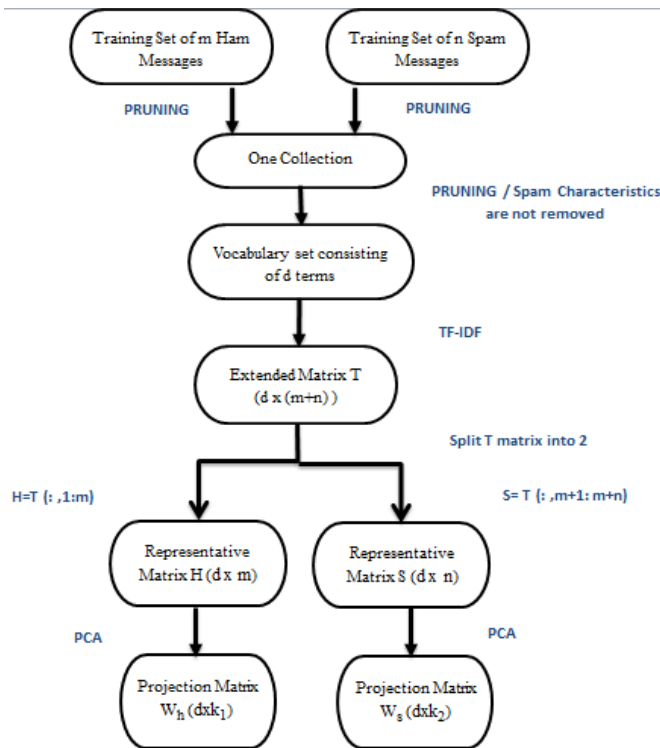 Training Set of m Ham
Messages
Training Set of n Spam
Messages
PRUNING
PRUNING
One Collection
PRUNING / Spam Characteristics
are not removed
Vocabulary set consisting
of d terms
TF-IDF
Extended Matrix T
(d x (m+n) )
Split T matrix into 2
H=T (: ,1:m)
S= T (: ,m+1: m+n)
Representative
Matrix H (d x m)
Representative
Matrix S (d x n)
PCA
PCA
Projection Matrix
Wₕ (dxk₁)
Projection Matrix
Wₛ (dxk₂)